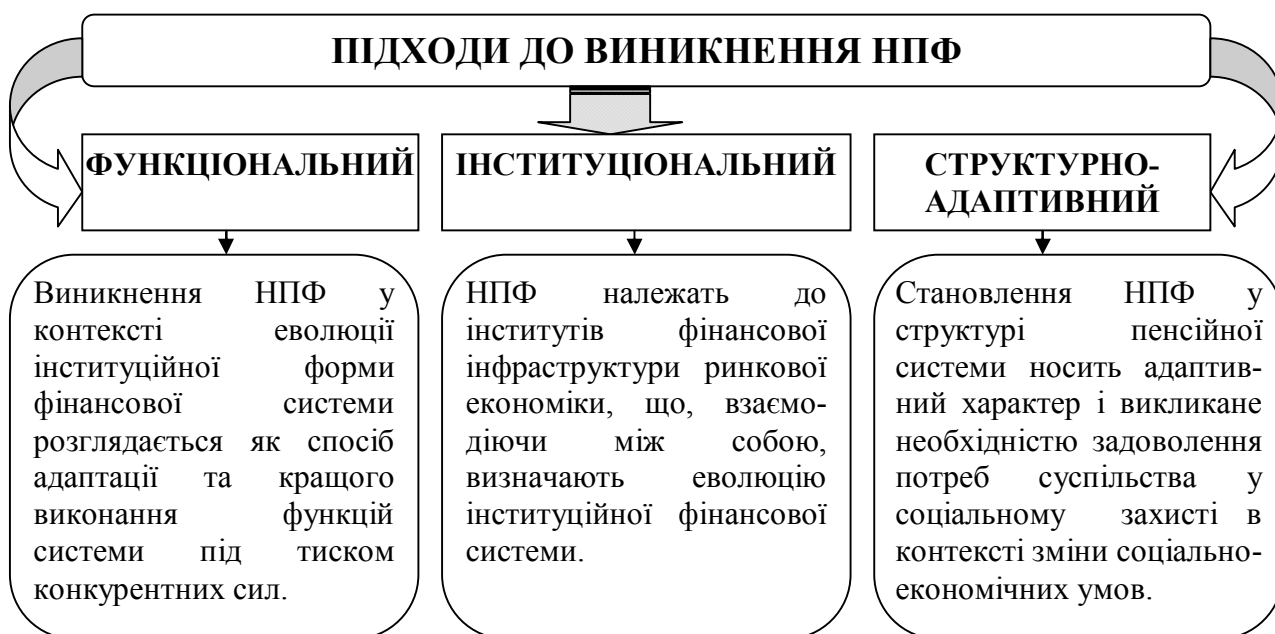 ПІДХОДИ ДО ВИНИКНЕННЯ НПФ
ФУНКЦІОНАЛЬНИЙ
Виникнення НПФ у
контексті еволюції
інституційної форми
фінансової системи
розглядається як спосіб
адаптації та кращого
виконання функцій
системи під тиском
конкурентних сил.
ІНСТИТУЦІОНАЛЬНИЙ
НПФ належать до
інститутів фінансової
інфраструктури ринкової
економіки, що, взаємо-
діючи між собою,
визначають еволюцію
інституційної фінансової
системи.
СТРУКТУРНО-
АДАПТИВНИЙ
Становлення НПФ у
структурі пенсійної
системи носить адаптив-
ний характер і викликане
необхідністю задоволення
потреб суспільства у
соціальному захисті в
контексті зміни соціально-
економічних умов.